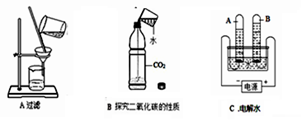 水
CO₂
A
B
- 电源 +
A 过滤
B 探究二氧化碳的性质
C .电解水